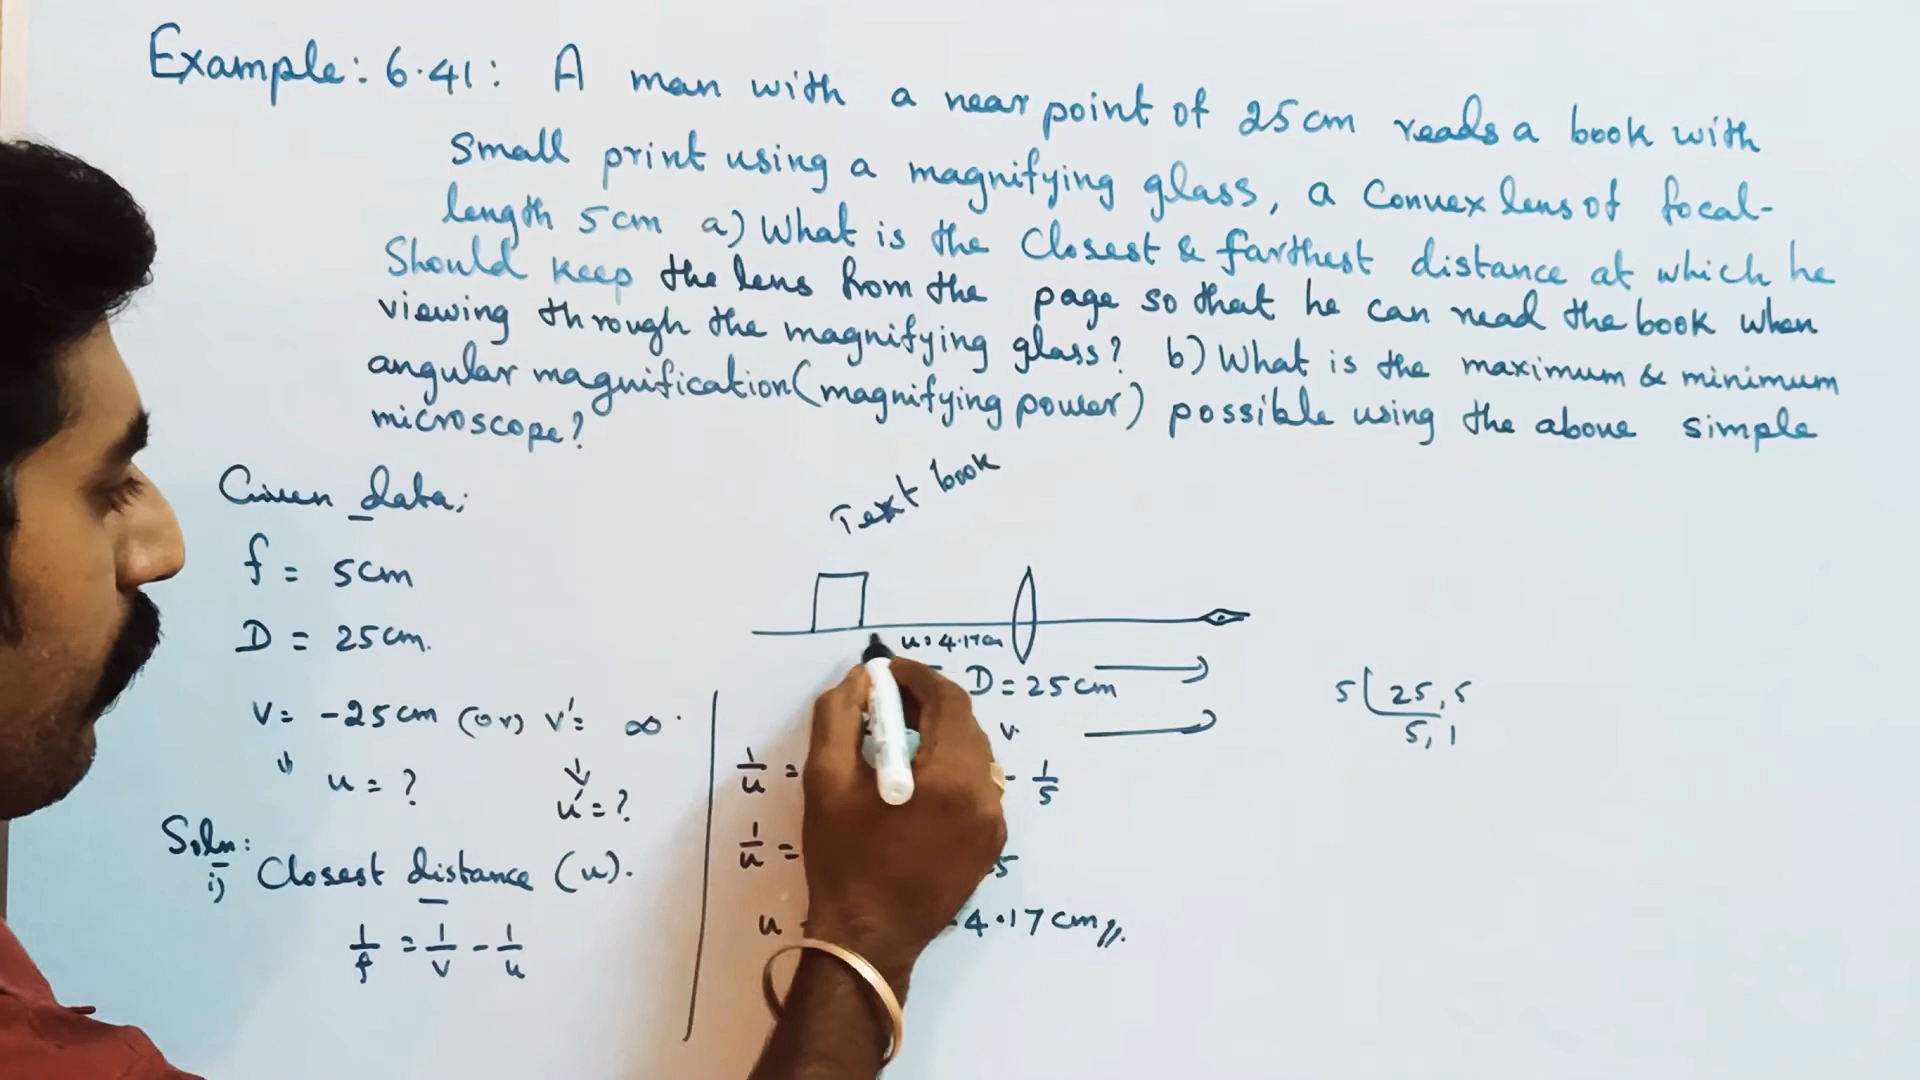 Example: 6.41: A man with a near point of 25cm reads a book with
small print using a magnifying glass, a Convex lens of focal-
length 5cm a) What is the Closest & farthest distance at which he
Should keep the lens from the page so that he can read the book when
viewing through the magnifying glass? b) What is the maximum & minimum
angular magnification (magnifying power) possible using the above simple
microscope?
Given data;
Text book
f = 5cm
D = 25cm.
u = 4.17cm
D = 25cm
5 25, 5
5, 1
V = -25cm (or) v' = ∞
v
u = ?
u' = ?
1/u =
- 1/5
Soln:
i) Closest distance (u).
1/u =
5
1/f = 1/v - 1/u
u
4.17 cm //.